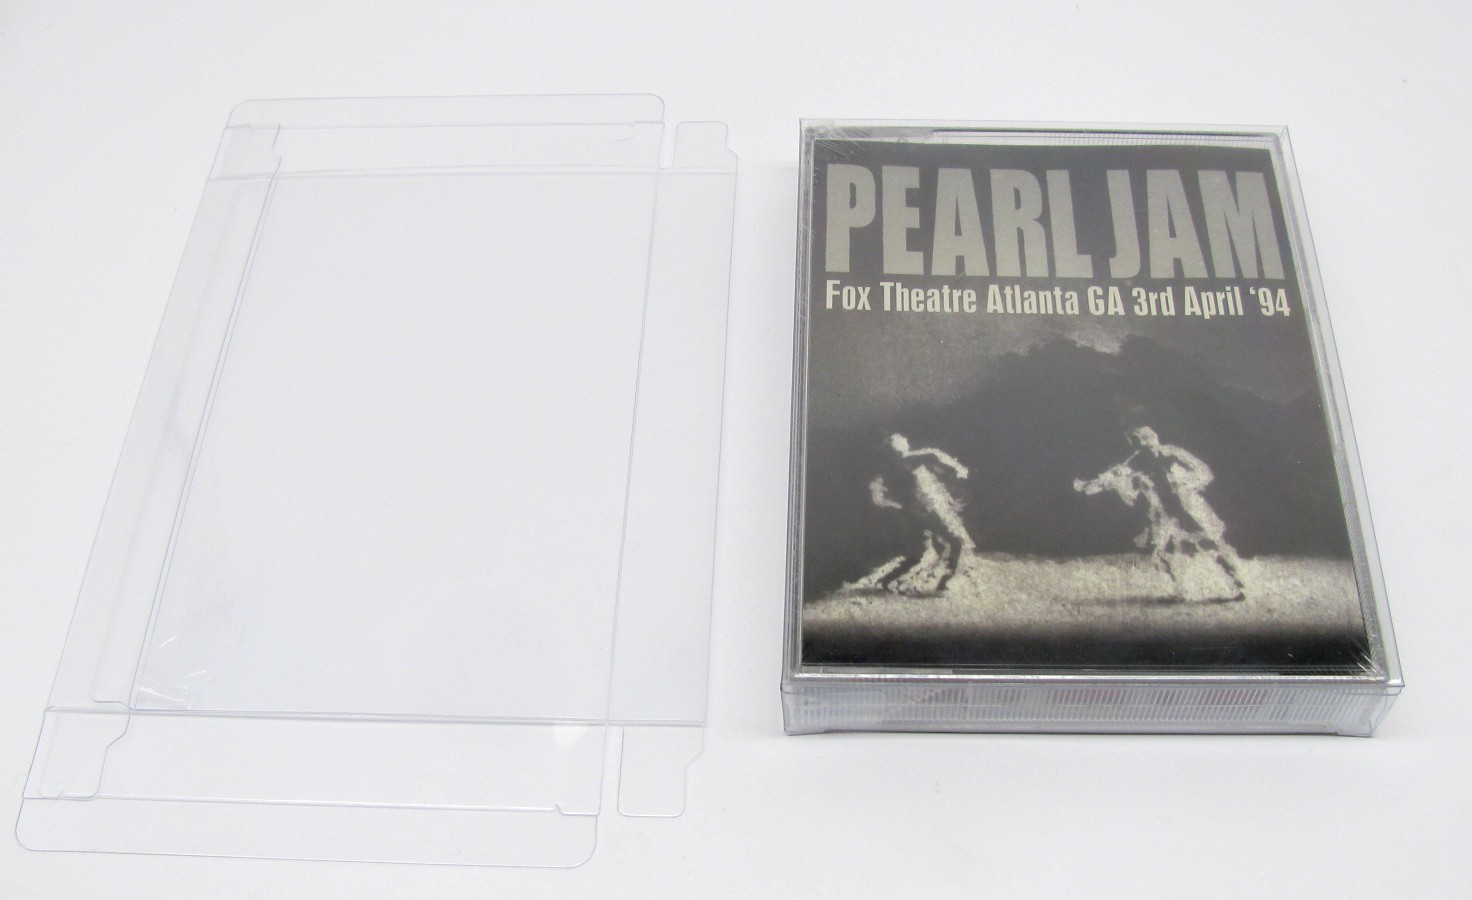 PEARL JAM
Fox Theatre Atlanta GA 3rd April ‘94